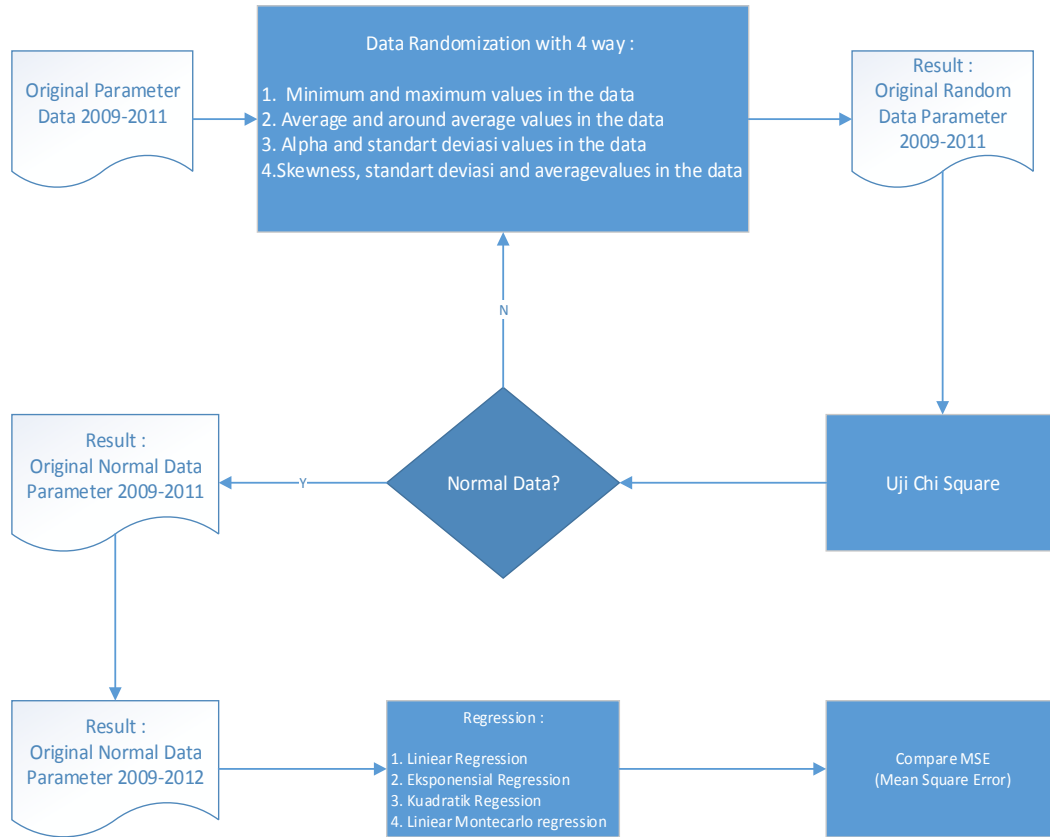 Original Parameter
Data 2009-2011
Data Randomization with 4 way :
1. Minimum and maximum values in the data
2. Average and around average values in the data
3. Alpha and standart deviasi values in the data
4.Skewness, standart deviasi and averagevalues in the data
Result :
Original Random
Data Parameter
2009-2011
N
Result :
Original Normal Data
Parameter 2009-2011
Y
Normal Data?
Uji Chi Square
Result :
Original Normal Data
Parameter 2009-2012
Regression :
1. Liniear Regression
2. Eksponensial Regression
3. Kuadratik Regession
4. Liniear Montecarlo regression
Compare MSE
(Mean Square Error)